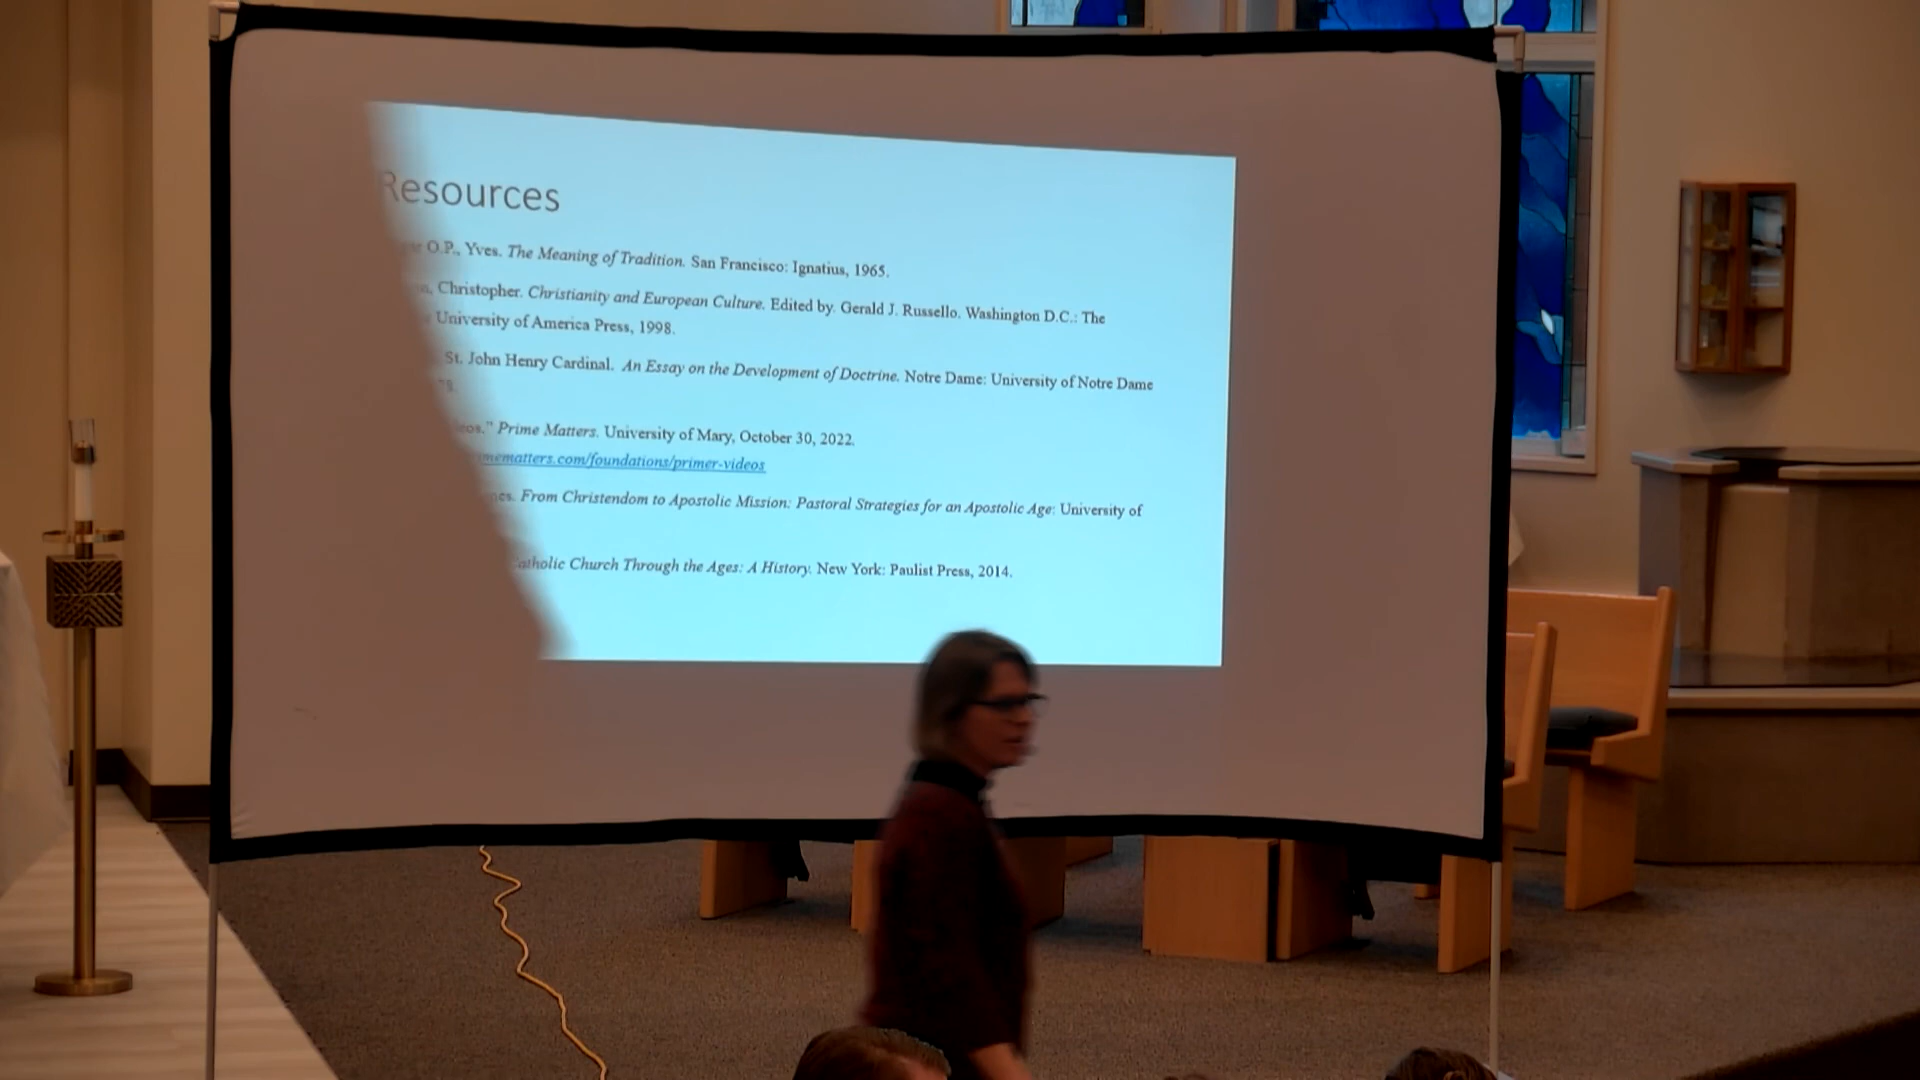 Resources
O.P., Yves. The Meaning of Tradition. San Francisco: Ignatius, 1965.
Christopher. Christianity and European Culture. Edited by. Gerald J. Russello. Washington D.C.: The
University of America Press, 1998.
St. John Henry Cardinal. An Essay on the Development of Doctrine. Notre Dame: University of Notre Dame
eos." Prime Matters. University of Mary, October 30, 2022.
mematters.com/foundations/primer-videos
From Christendom to Apostolic Mission: Pastoral Strategies for an Apostolic Age: University of
Catholic Church Through the Ages: A History. New York: Paulist Press, 2014.